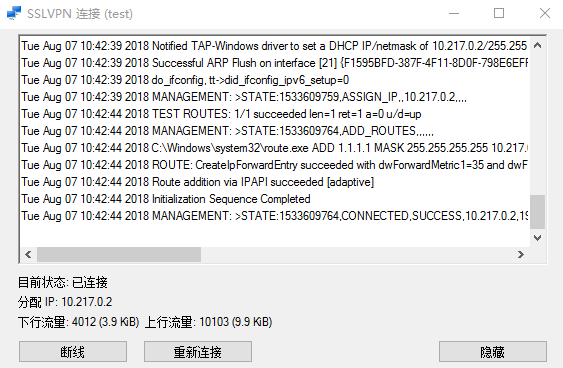 SSLVPN 连接 (test)
Tue Aug 07 10:42:39 2018 Notified TAP-Windows driver to set a DHCP IP/netmask of 10.217.0.2/255.255
Tue Aug 07 10:42:39 2018 Successful ARP Flush on interface [21] {F1595BFD-387F-4F11-8D0F-798E6EFF
Tue Aug 07 10:42:39 2018 do_ifconfig, tt->did_ifconfig_ipv6_setup=0
Tue Aug 07 10:42:39 2018 MANAGEMENT: >STATE:1533609759,ASSIGN_IP,,10.217.0.2,,,,
Tue Aug 07 10:42:44 2018 TEST ROUTES: 1/1 succeeded len=1 ret=1 a=0 u/d=up
Tue Aug 07 10:42:44 2018 MANAGEMENT: >STATE:1533609764,ADD_ROUTES,,,,,,
Tue Aug 07 10:42:44 2018 C:\Windows\system32\route.exe ADD 1.1.1.1 MASK 255.255.255.255 10.217.0
Tue Aug 07 10:42:44 2018 ROUTE: CreateIpForwardEntry succeeded with dwForwardMetric1=35 and dwF
Tue Aug 07 10:42:44 2018 Route addition via IPAPI succeeded [adaptive]
Tue Aug 07 10:42:44 2018 Initialization Sequence Completed
Tue Aug 07 10:42:44 2018 MANAGEMENT: >STATE:1533609764,CONNECTED,SUCCESS,10.217.0.2,19
目前状态: 已连接
分配 IP: 10.217.0.2
下行流量: 4012 (3.9 KiB) 上行流量: 10103 (9.9 KiB)
断线 重新连接 隐藏